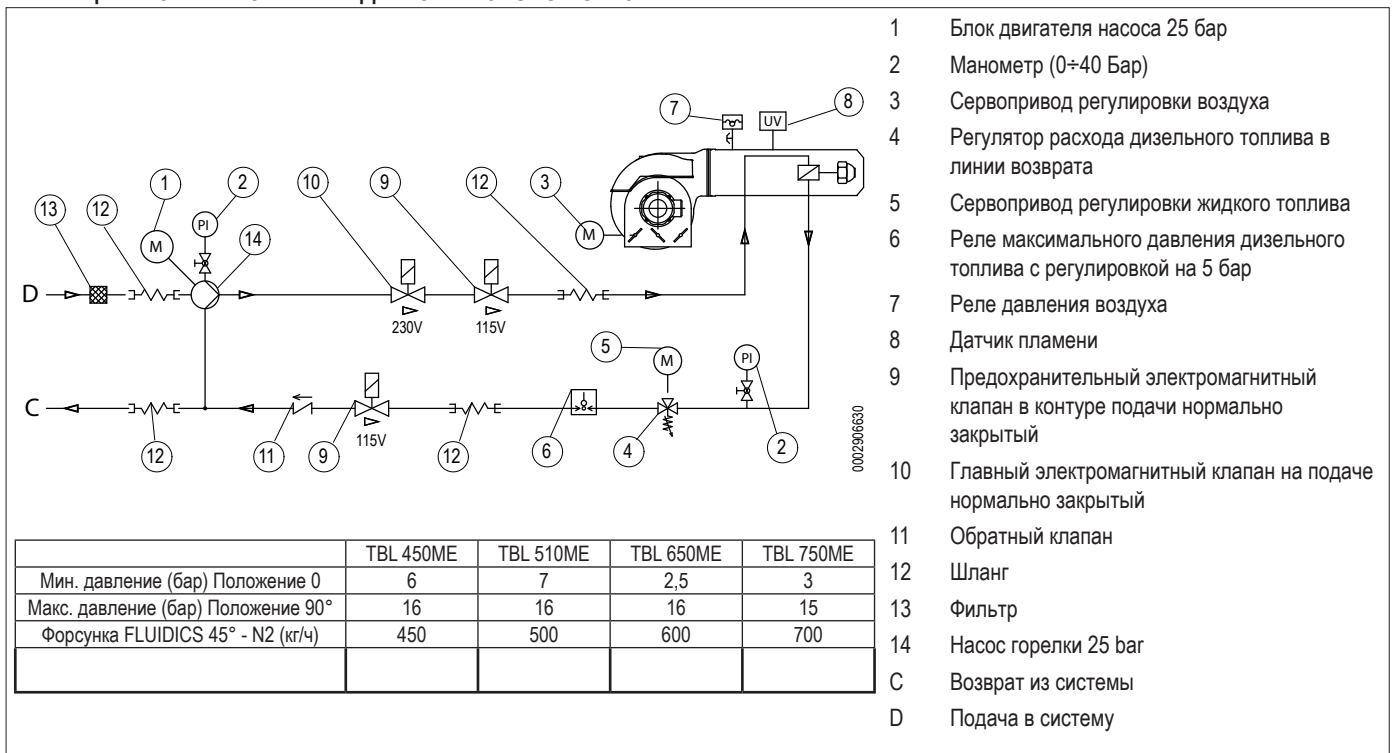 1 Блок двигателя насоса 25 бар
2 Манометр (0÷40 Бар)
3 Сервопривод регулировки воздуха
4 Регулятор расхода дизельного топлива в
линии возврата
5 Сервопривод регулировки жидкого топлива
6 Реле максимального давления дизельного
топлива с регулировкой на 5 бар
7 Реле давления воздуха
8 Датчик пламени
9 Предохранительный электромагнитный
клапан в контуре подачи нормально
закрытый
10 Главный электромагнитный клапан на подаче
нормально закрытый
11 Обратный клапан
12 Шланг
13 Фильтр
14 Насос горелки 25 bar
C Возврат из системы
D Подача в систему
7 8
UV
13 12 1 2 10 9 12 3
PI
M 14 M
D
230V 115V
5
M PI
C
115V
12 11 9 12 6 4 2
0002906630
TBL 450ME TBL 510ME TBL 650ME TBL 750ME
Мин. давление (бар) Положение 0 6 7 2,5 3
Макс. давление (бар) Положение 90° 16 16 16 15
Форсунка FLUIDICS 45° - N2 (кг/ч) 450 500 600 700